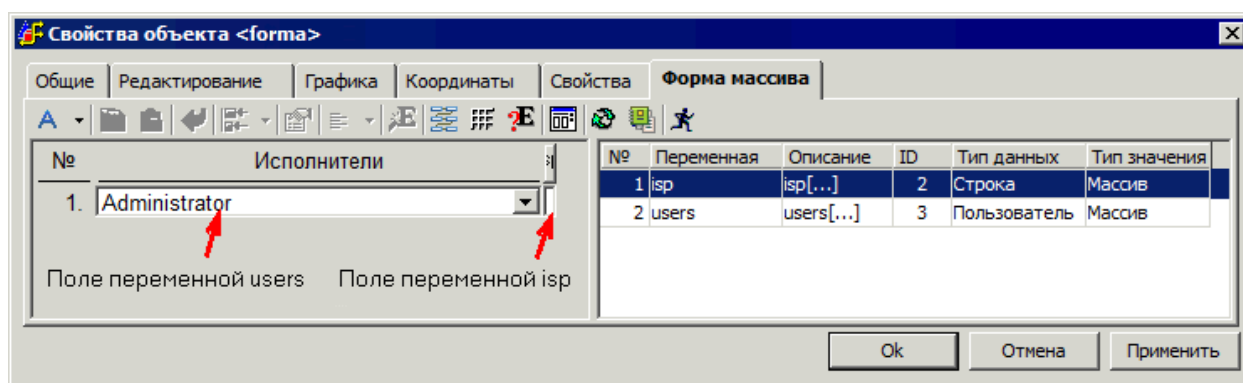 Свойства объекта <forma>
Общие Редактирование Графика Координаты Свойства Форма массива
№ Исполнители
1. Administrator
Поле переменной users Поле переменной isp
№ Переменная Описание ID Тип данных Тип значения
1 isp isp[...] 2 Строка Массив
2 users users[...] 3 Пользователь Массив
Ok Отмена Применить